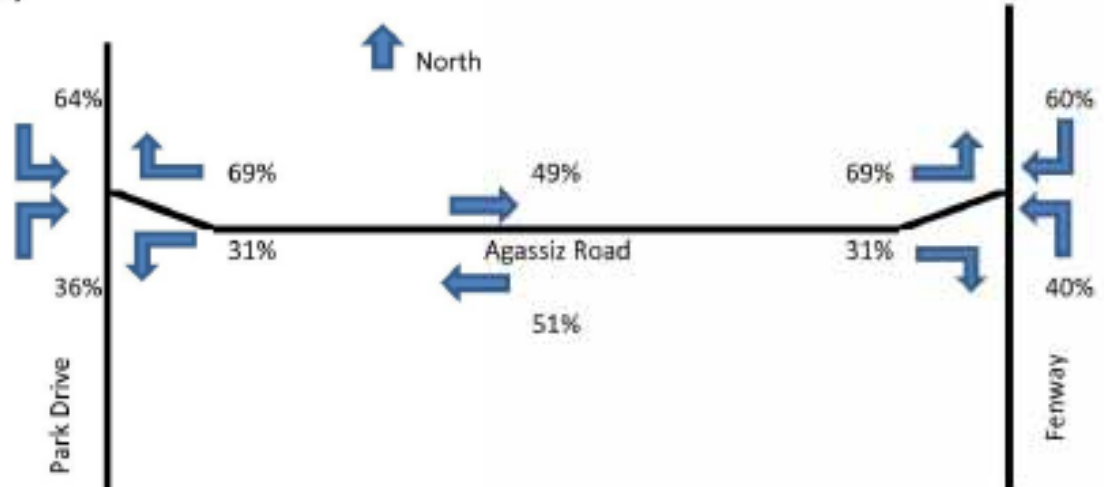 North
64% 60%
69% 49% 69%
31% Agassiz Road 31%
36% 40%
51%
Park Drive
Fenway